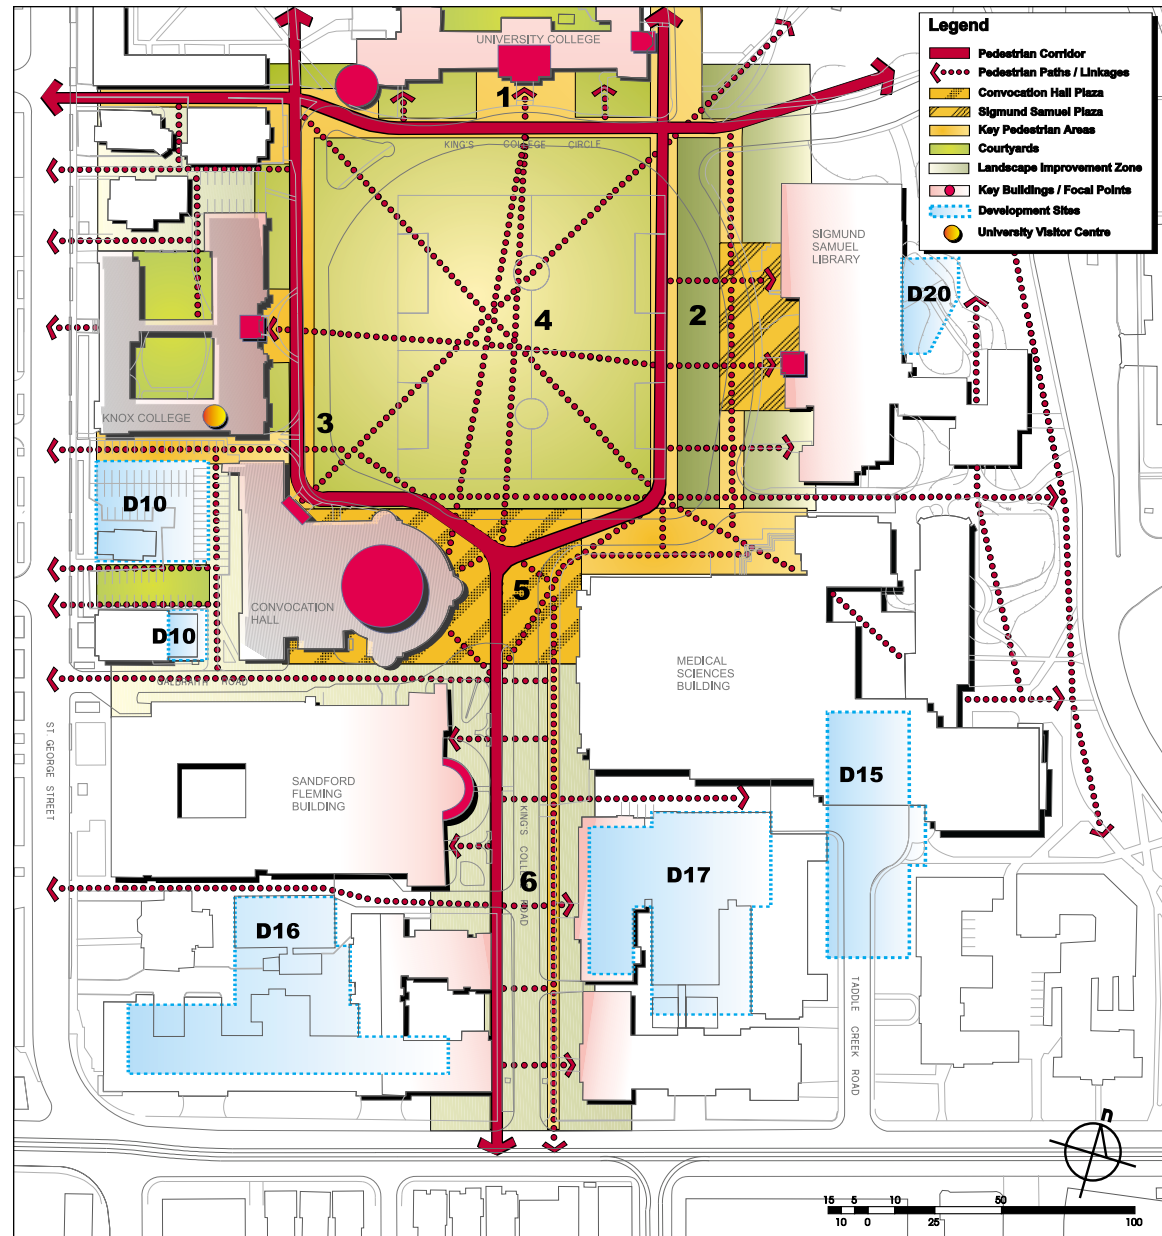 Legend
Pedestrian Corridor
Pedestrian Paths / Linkages
Convocation Hall Plaza
Sigmund Samuel Plaza
Key Pedestrian Areas
Courtyards
Landscape Improvement Zone
Key Buildings / Focal Points
Development Sites
University Visitor Centre
UNIVERSITY COLLEGE
1
KING'S COLLEGE CIRCLE
SIGMUND
SAMUEL
LIBRARY
D20
2
4
KNOX COLLEGE
3
D10
5
CONVOCATION
HALL
D10
MEDICAL
SCIENCES
BUILDING
GALBRAITH ROAD
ST. GEORGE STREET
SANDFORD
FLEMING
BUILDING
D15
KING'S COLLEGE ROAD
6
D17
D16
TADDLE CREEK ROAD
n
15 5 10 50
10 0 25 100